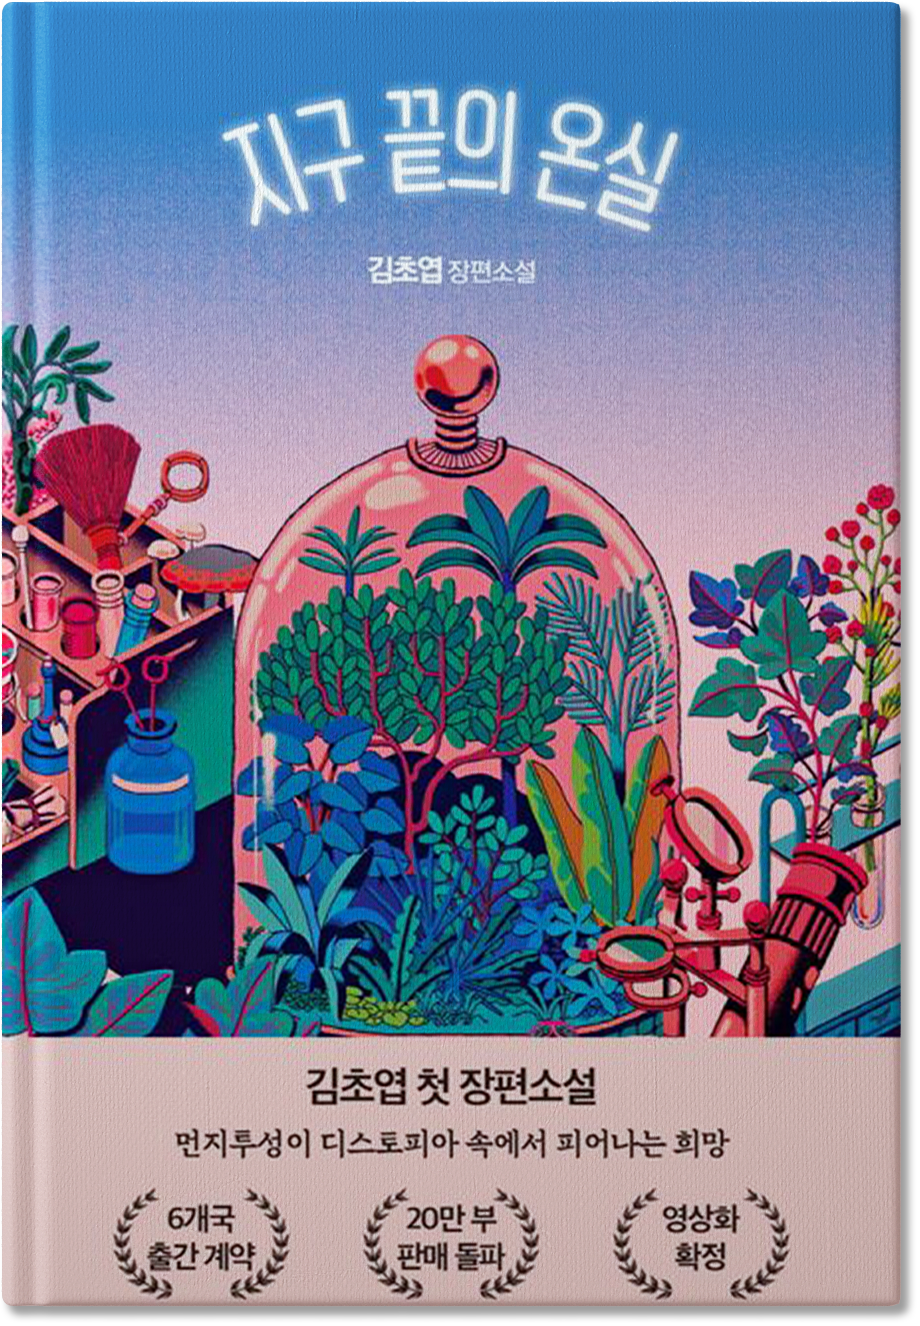 지구 끝의 온실
김초엽 장편소설
김초엽 첫 장편소설
먼지투성이 디스토피아 속에서 피어나는 희망
6개국
출간 계약
20만 부
판매 돌파
영상화
확정